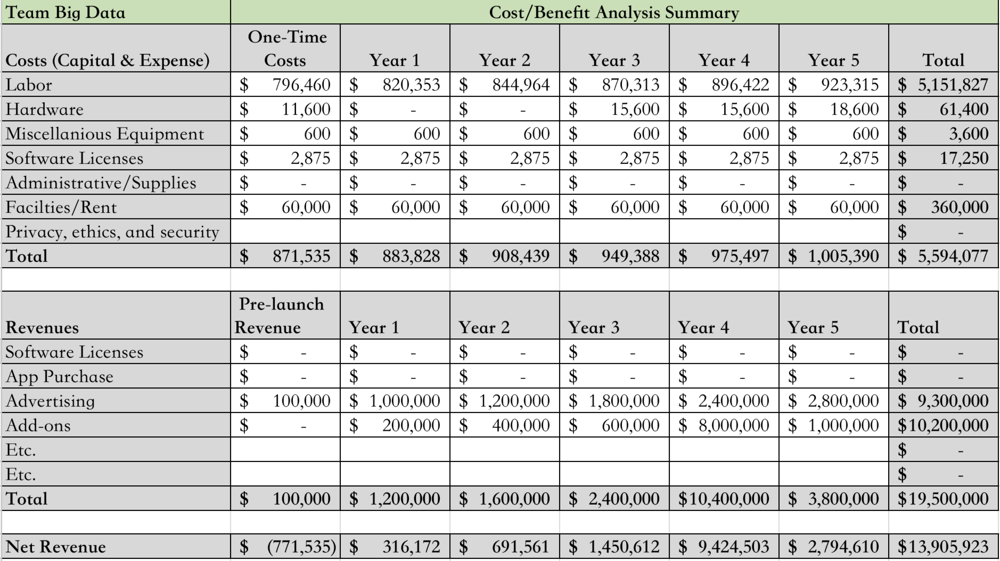 Team Big Data Cost/Benefit Analysis Summary
One-Time
Costs (Capital & Expense) Costs Year 1 Year 2 Year 3 Year 4 Year 5 Total
Labor $ 796,460 $ 820,353 $ 844,964 $ 870,313 $ 896,422 $ 923,315 $ 5,151,827
Hardware $ 11,600 $ - $ - $ 15,600 $ 15,600 $ 18,600 $ 61,400
Miscellanious Equipment $ 600 $ 600 $ 600 $ 600 $ 600 $ 600 $ 3,600
Software Licenses $ 2,875 $ 2,875 $ 2,875 $ 2,875 $ 2,875 $ 2,875 $ 17,250
Administrative/Supplies $ - $ - $ - $ - $ - $ - $ -
Facilties/Rent $ 60,000 $ 60,000 $ 60,000 $ 60,000 $ 60,000 $ 60,000 $ 360,000
Privacy, ethics, and security $ -
Total $ 871,535 $ 883,828 $ 908,439 $ 949,388 $ 975,497 $ 1,005,390 $ 5,594,077
Pre-launch
Revenues Revenue Year 1 Year 2 Year 3 Year 4 Year 5 Total
Software Licenses $ - $ - $ - $ - $ - $ - $ -
App Purchase $ - $ - $ - $ - $ - $ - $ -
Advertising $ 100,000 $ 1,000,000 $ 1,200,000 $ 1,800,000 $ 2,400,000 $ 2,800,000 $ 9,300,000
Add-ons $ - $ 200,000 $ 400,000 $ 600,000 $ 8,000,000 $ 1,000,000 $10,200,000
Etc. $ -
Etc. $ -
Total $ 100,000 $ 1,200,000 $ 1,600,000 $ 2,400,000 $10,400,000 $ 3,800,000 $19,500,000
Net Revenue $ (771,535) $ 316,172 $ 691,561 $ 1,450,612 $ 9,424,503 $ 2,794,610 $13,905,923